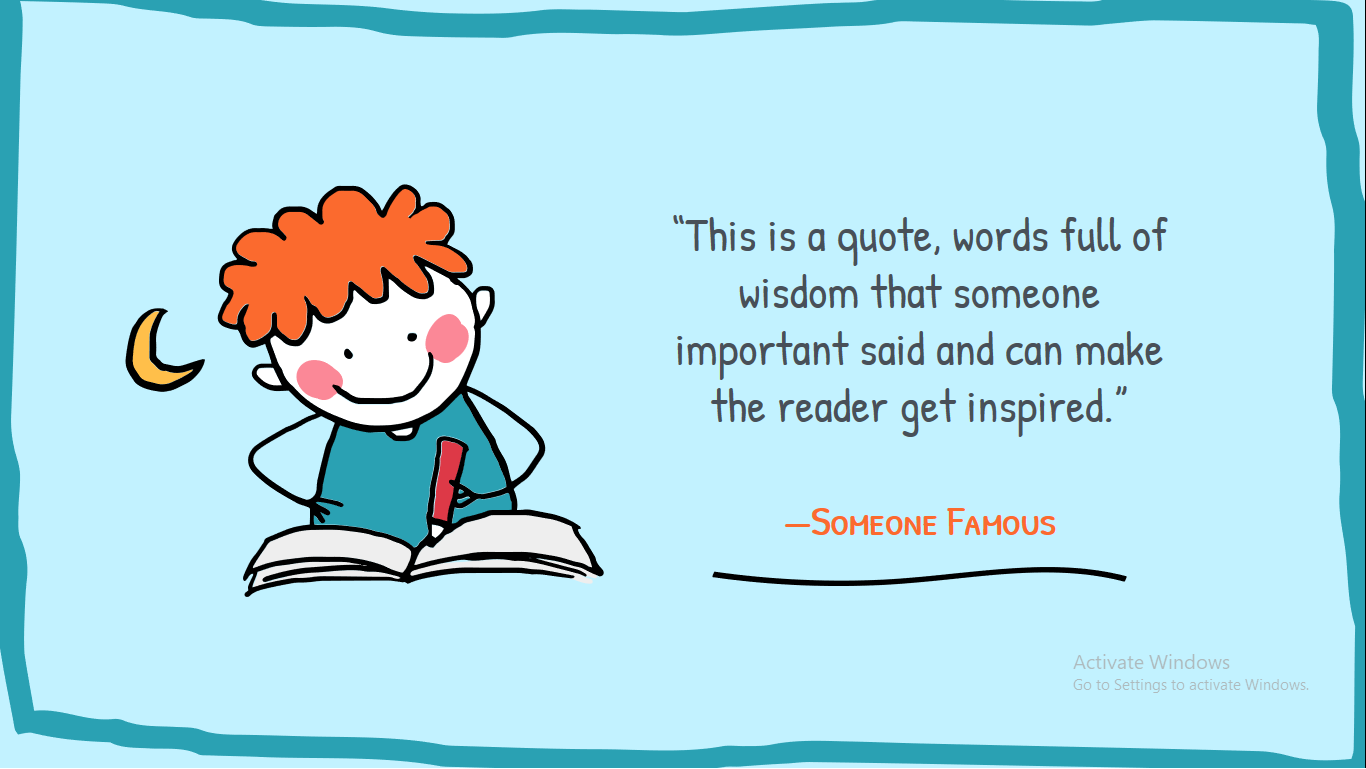 “This is a quote, words full of
wisdom that someone
important said and can make
the reader get inspired.”
—Someone Famous
Activate Windows
Go to Settings to activate Windows.